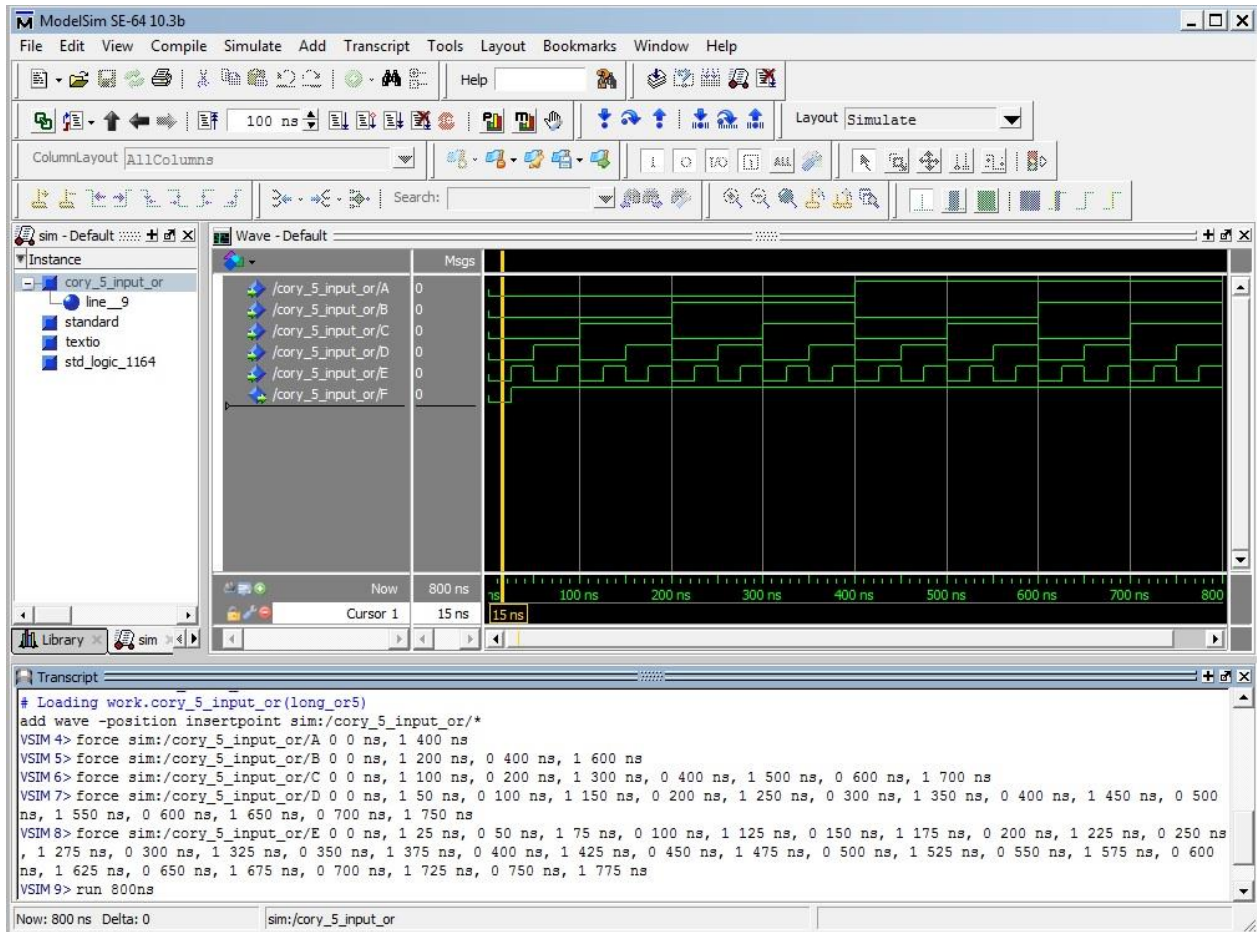 ModelSim SE-64 10.3b
File Edit View Compile Simulate Add Transcript Tools Layout Bookmarks Window Help
Help
100 ns
Layout Simulate
ColumnLayout AllColumns
Search:
sim - Default
Instance
cory_5_input_or
line__9
standard
textio
std_logic_1164
Library
sim
Wave - Default
Msgs
/cory_5_input_or/A 0
/cory_5_input_or/B 0
/cory_5_input_or/C 0
/cory_5_input_or/D 0
/cory_5_input_or/E 0
/cory_5_input_or/F 0
Now 800 ns ns 100 ns 200 ns 300 ns 400 ns 500 ns 600 ns 700 ns 800
Cursor 1 15 ns 15 ns
Transcript
# Loading work.cory_5_input_or(long_or5)
add wave -position insertpoint sim:/cory_5_input_or/*
VSIM 4> force sim:/cory_5_input_or/A 0 0 ns, 1 400 ns
VSIM 5> force sim:/cory_5_input_or/B 0 0 ns, 1 200 ns, 0 400 ns, 1 600 ns
VSIM 6> force sim:/cory_5_input_or/C 0 0 ns, 1 100 ns, 0 200 ns, 1 300 ns, 0 400 ns, 1 500 ns, 0 600 ns, 1 700 ns
VSIM 7> force sim:/cory_5_input_or/D 0 0 ns, 1 50 ns, 0 100 ns, 1 150 ns, 0 200 ns, 1 250 ns, 0 300 ns, 1 350 ns, 0 400 ns, 1 450 ns, 0 500
ns, 1 550 ns, 0 600 ns, 1 650 ns, 0 700 ns, 1 750 ns
VSIM 8> force sim:/cory_5_input_or/E 0 0 ns, 1 25 ns, 0 50 ns, 1 75 ns, 0 100 ns, 1 125 ns, 0 150 ns, 1 175 ns, 0 200 ns, 1 225 ns, 0 250 ns
, 1 275 ns, 0 300 ns, 1 325 ns, 0 350 ns, 1 375 ns, 0 400 ns, 1 425 ns, 0 450 ns, 1 475 ns, 0 500 ns, 1 525 ns, 0 550 ns, 1 575 ns, 0 600
ns, 1 625 ns, 0 650 ns, 1 675 ns, 0 700 ns, 1 725 ns, 0 750 ns, 1 775 ns
VSIM 9> run 800ns
Now: 800 ns Delta: 0 sim:/cory_5_input_or